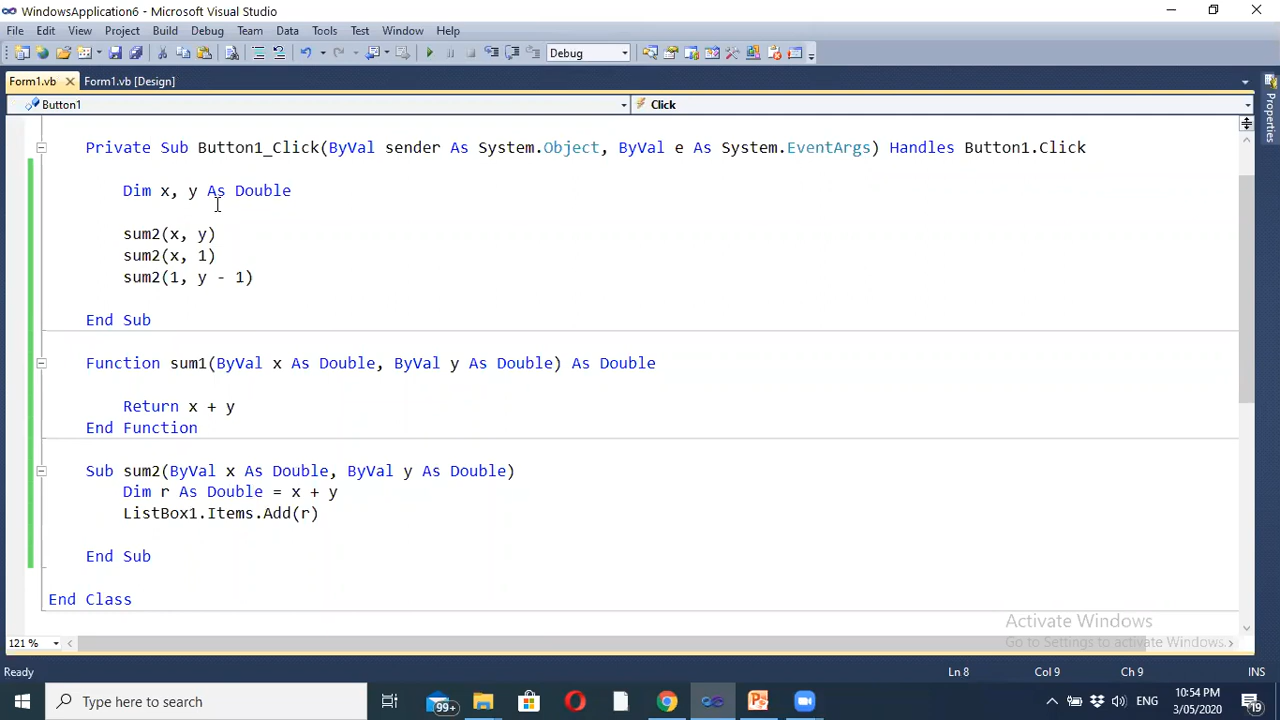 WindowsApplication6 - Microsoft Visual Studio
File Edit View Project Build Debug Team Data Tools Test Window Help
Debug
Form1.vb Form1.vb [Design]
Properties
Button1 Click
Private Sub Button1_Click(ByVal sender As System.Object, ByVal e As System.EventArgs) Handles Button1.Click
Dim x, y As Double
sum2(x, y)
sum2(x, 1)
sum2(1, y - 1)
End Sub
Function sum1(ByVal x As Double, ByVal y As Double) As Double
Return x + y
End Function
Sub sum2(ByVal x As Double, ByVal y As Double)
Dim r As Double = x + y
ListBox1.Items.Add(r)
End Sub
End Class
Activate Windows
Go to Settings to activate Windows.
121 %
Ready Ln 8 Col 9 Ch 9 INS
Type here to search 99+ ENG 10:54 PM
3/05/2020 19